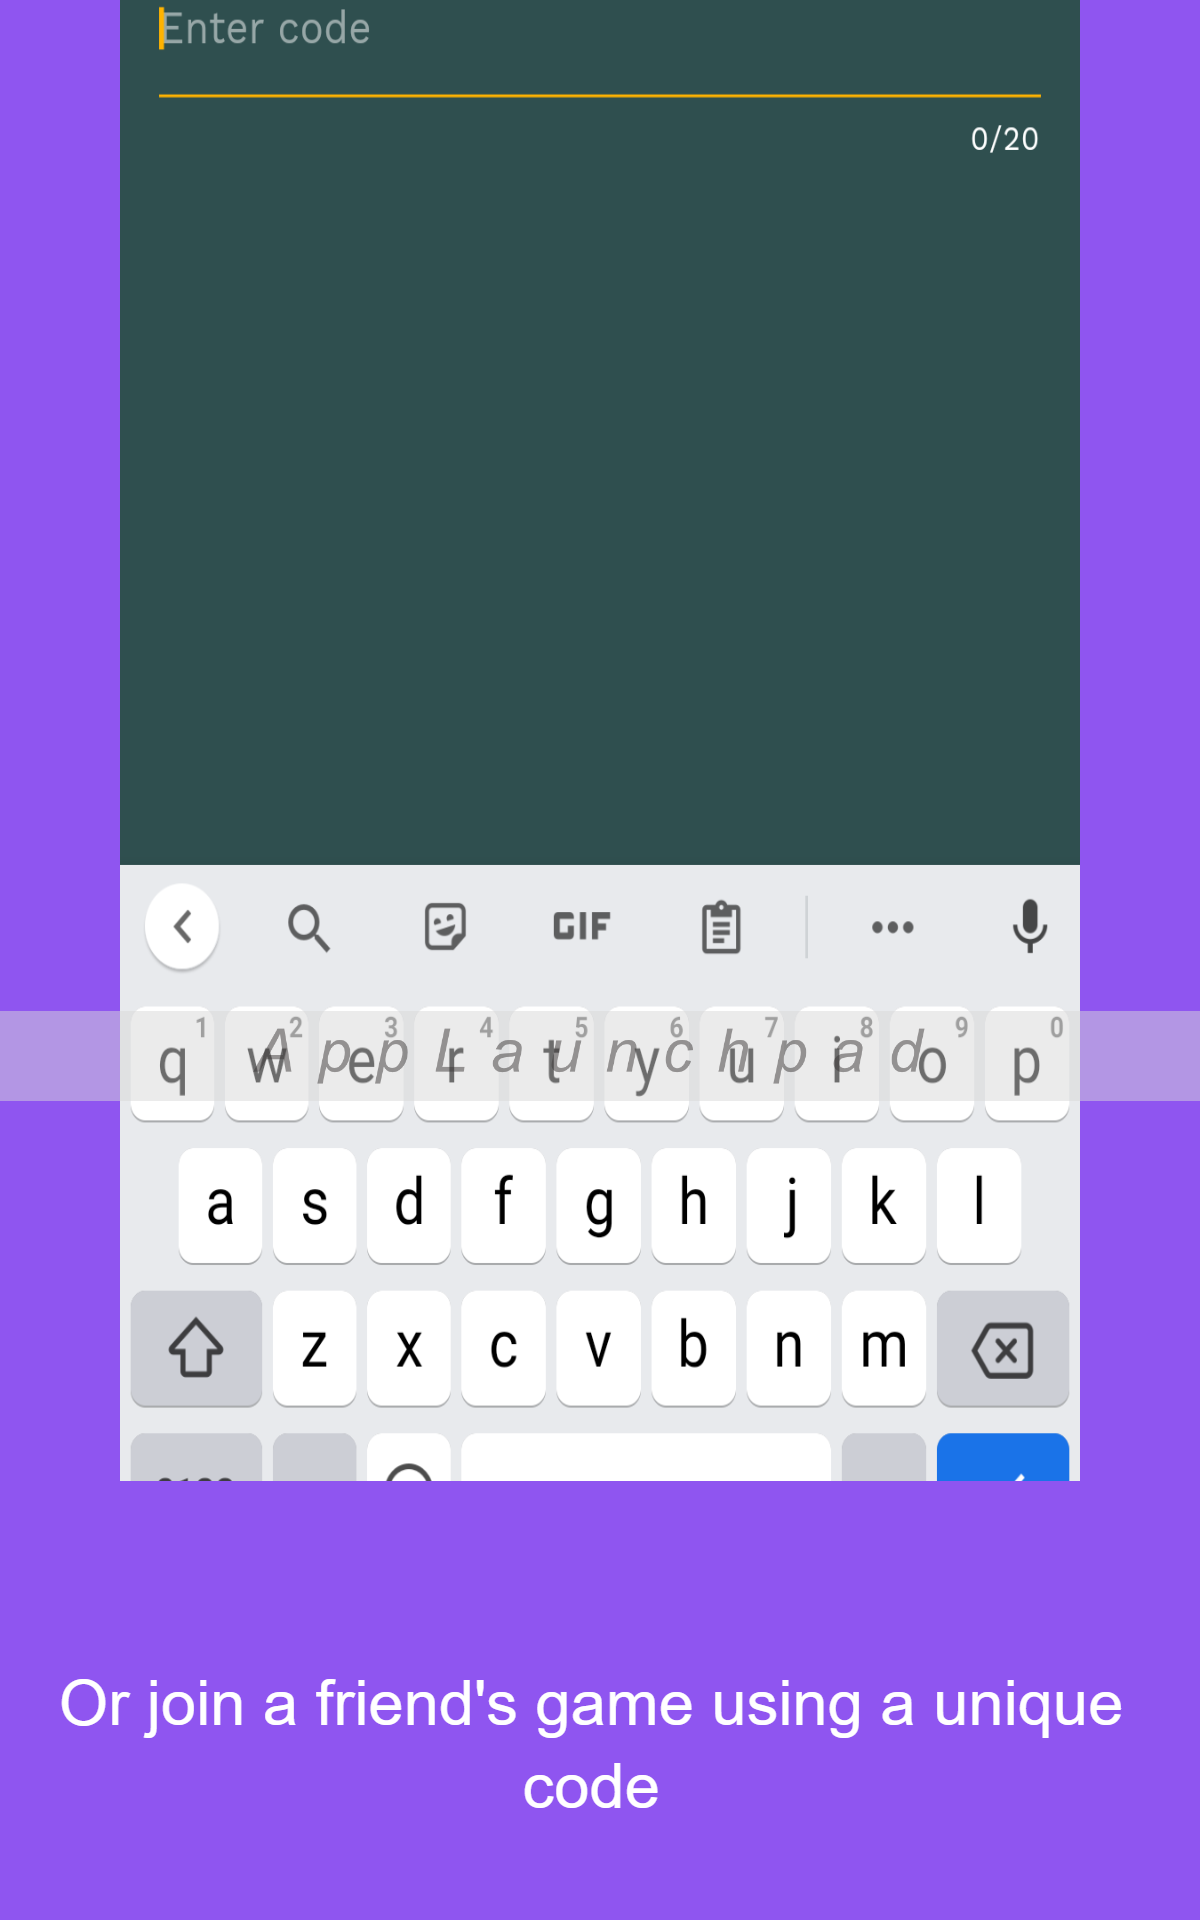 Enter code
0/20
GIF
1 2 3 4 5 6 7 8 9 0
q w e r t y u i o p
AppLaunchpad
a s d f g h j k l
z x c v b n m
Or join a friend's game using a unique
code